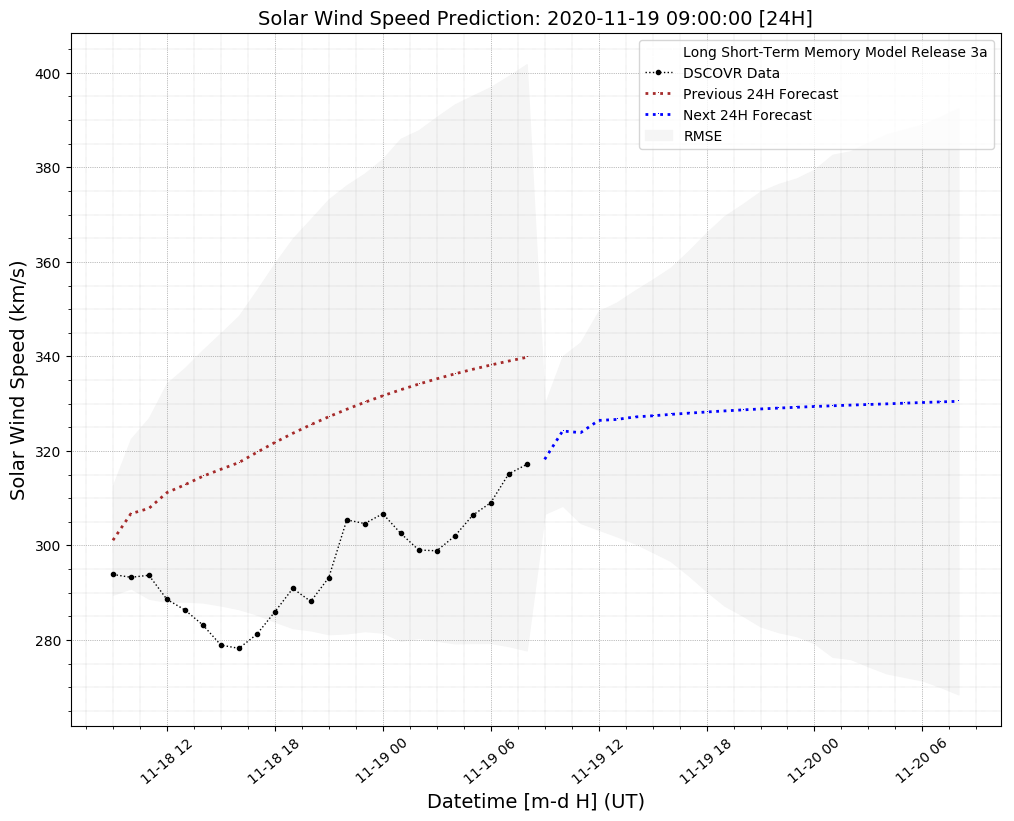 Solar Wind Speed Prediction: 2020-11-19 09:00:00 [24H]
Long Short-Term Memory Model Release 3a
DSCOVR Data
Previous 24H Forecast
Next 24H Forecast
RMSE
Solar Wind Speed (km/s)
400
380
360
340
320
300
280
11-18 12
11-18 18
11-19 00
11-19 06
11-19 12
11-19 18
11-20 00
11-20 06
Datetime [m-d H] (UT)